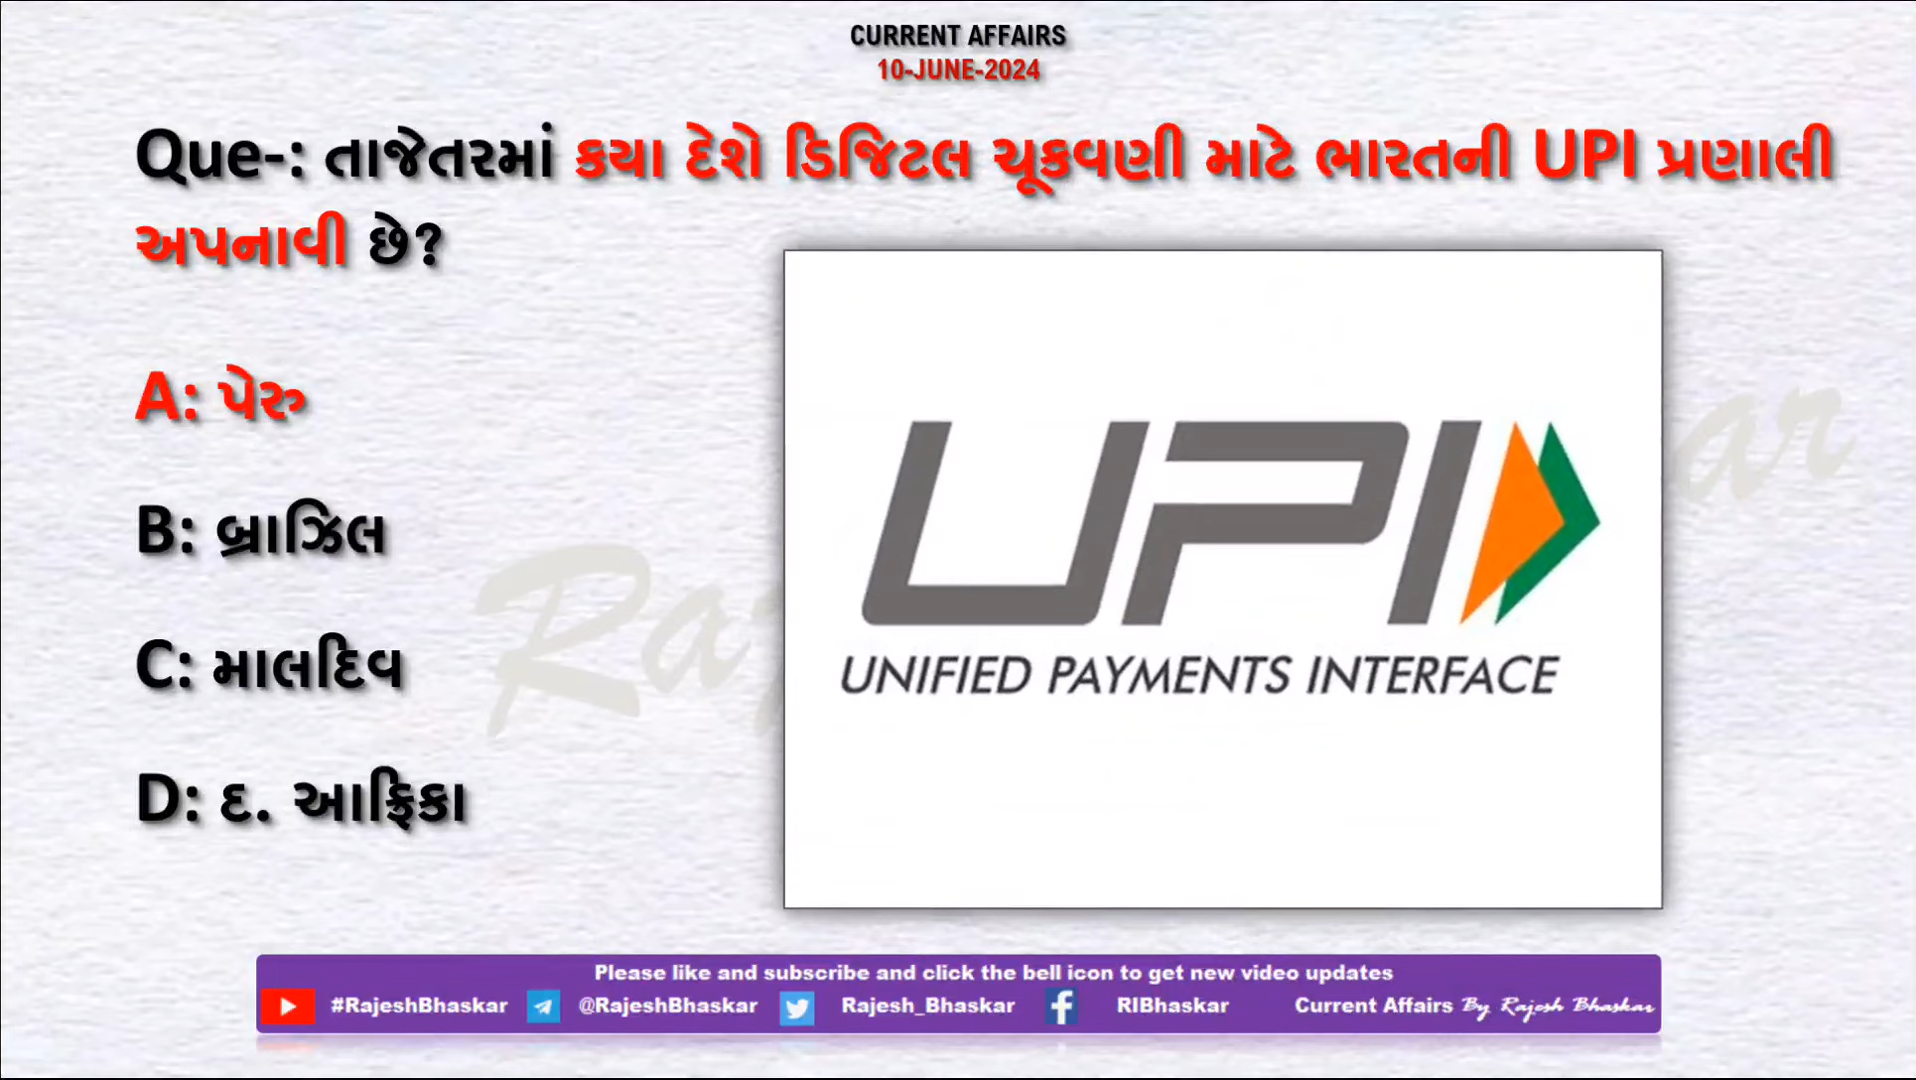 CURRENT AFFAIRS
10-JUNE-2024
Que-: તાજેતરમાં કયા દેશે ડિજિટલ ચૂકવણી માટે ભારતની UPI પ્રણાલી
અપનાવી છે?
A: પેરુ
B: બ્રાઝિલ
C: માલદિવ
D: દ. આફ્રિકા
UPI
UNIFIED PAYMENTS INTERFACE
Please like and subscribe and click the bell icon to get new video updates
#RajeshBhaskar @RajeshBhaskar Rajesh_Bhaskar RIBhaskar Current Affairs By Rajesh Bhaskar